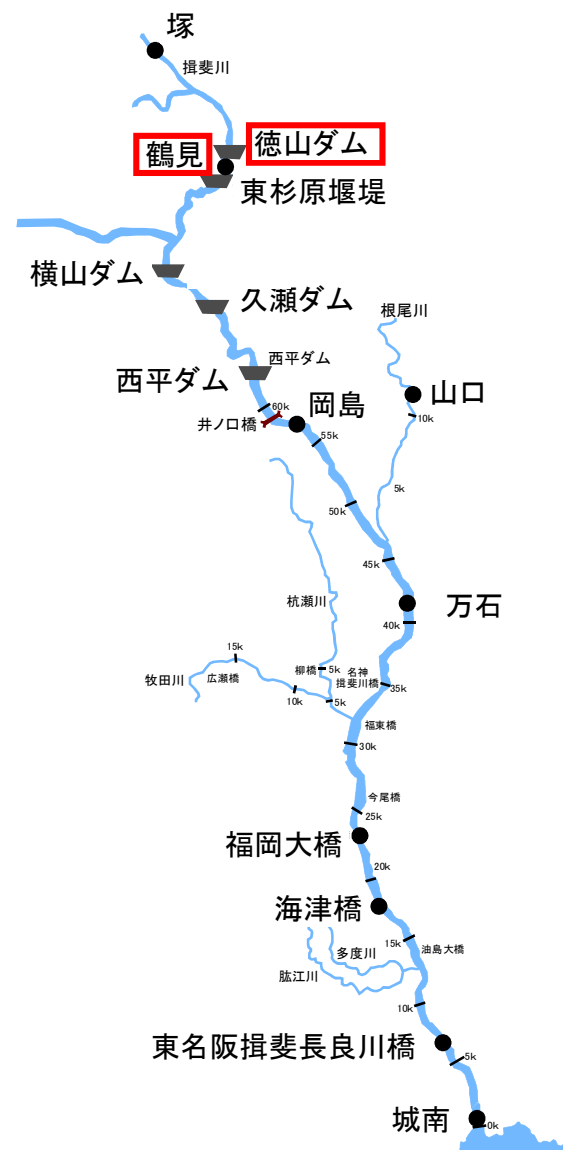 塚
揖斐川
鶴見
徳山ダム
東杉原堰堤
横山ダム
久瀬ダム
根尾川
西平ダム
西平ダム
山口
60k
岡島
10k
井ノ口橋
55k
5k
50k
45k
杭瀬川
万石
40k
15k
柳橋
5k
名神
揖斐川橋
牧田川
広瀬橋
35k
10k
5k
福東橋
30k
今尾橋
25k
福岡大橋
20k
海津橋
15k
油島大橋
多度川
肱江川
10k
東名阪揖斐長良川橋
5k
城南
0k